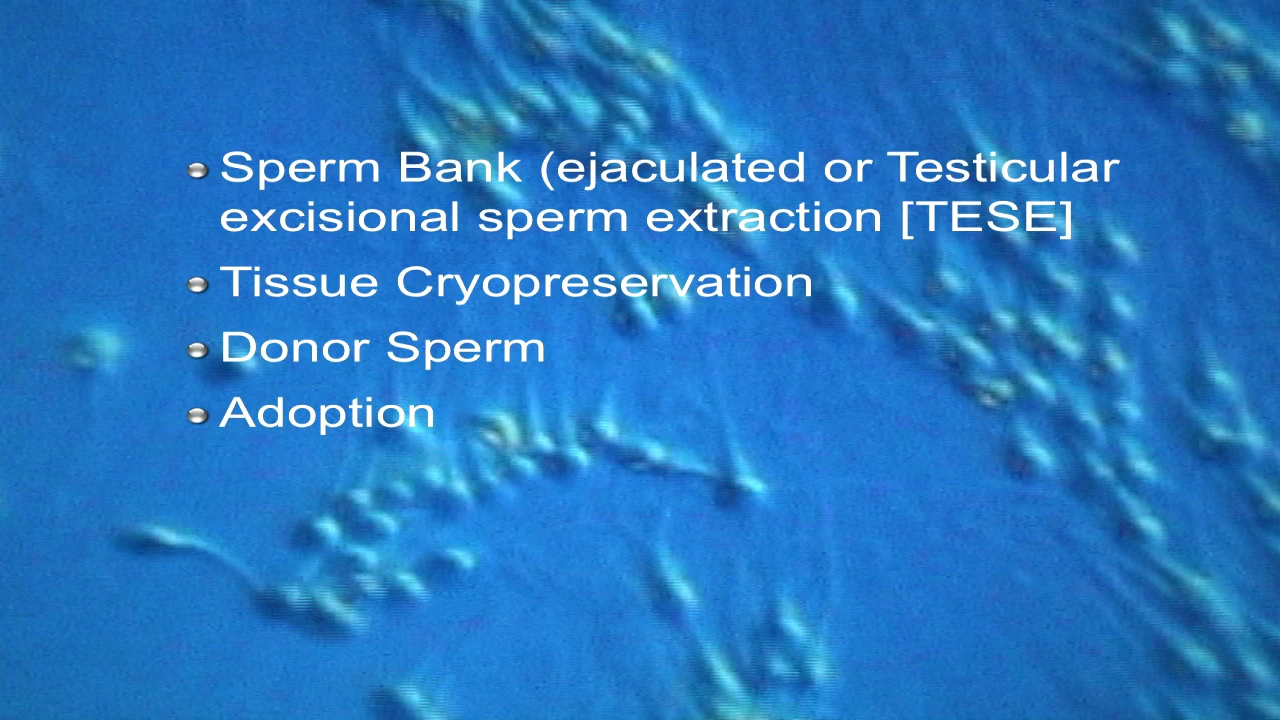 Sperm Bank (ejaculated or Testicular
excisional sperm extraction [TESE]
Tissue Cryopreservation
Donor Sperm
Adoption